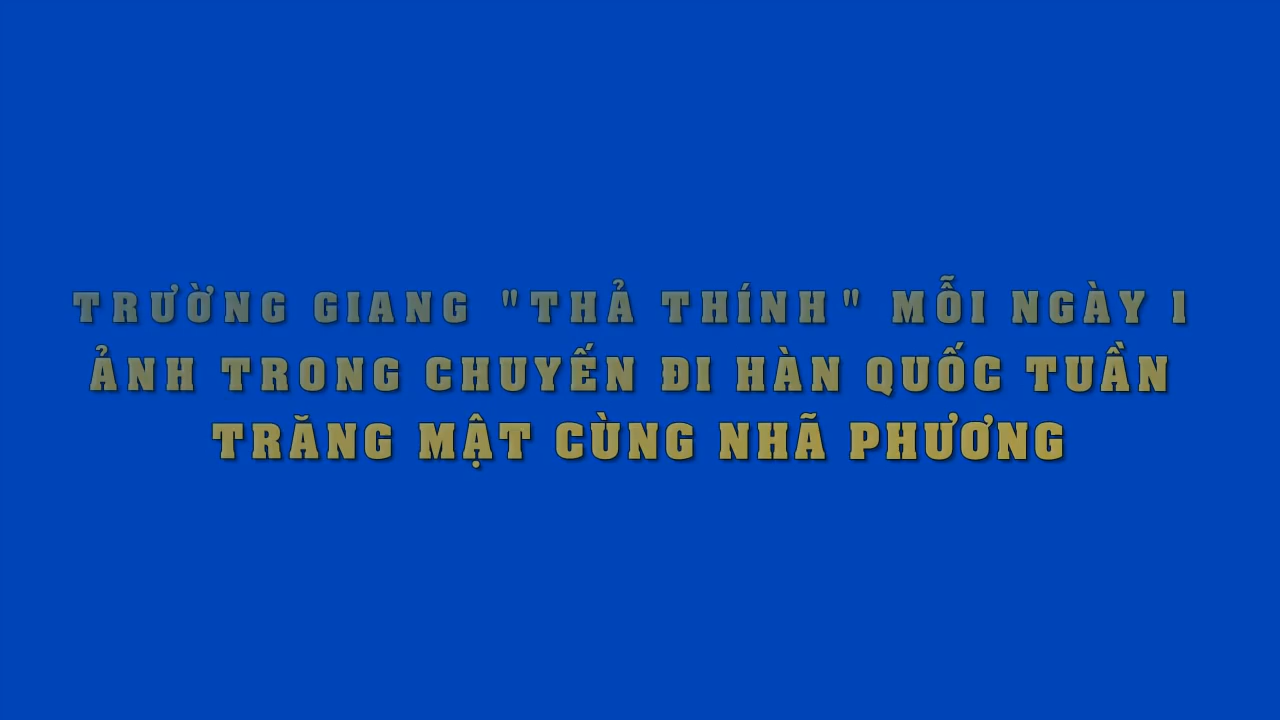 TRƯỜNG GIANG "THẢ THÍNH" MỖI NGÀY 1
ẢNH TRONG CHUYẾN ĐI HÀN QUỐC TUẦN
TRĂNG MẬT CÙNG NHÃ PHƯƠNG